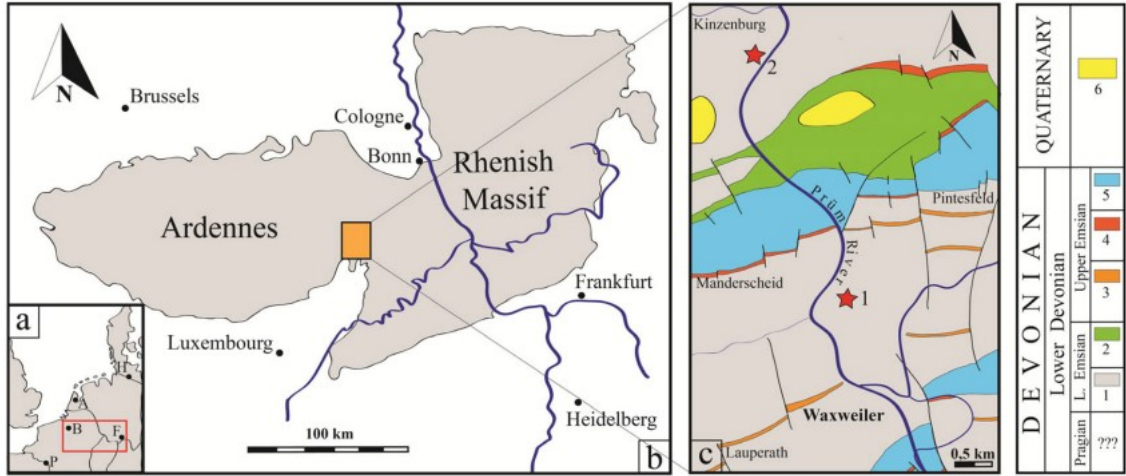 N
Brussels
Cologne
Bonn
Rhenish
Massif
Ardennes
Frankfurt
Luxembourg
Heidelberg
100 km
b
a
H
A
B
F
P
Kinzenburg
2
N
Prüm River
Pintesfeld
Manderscheid
1
Waxweiler
Lauperath
c
0,5 km
QUATERNARY
6
DEVONIAN
Lower Devonian
Upper Emsian
5
4
3
L. Emsian
2
1
Pragian
???